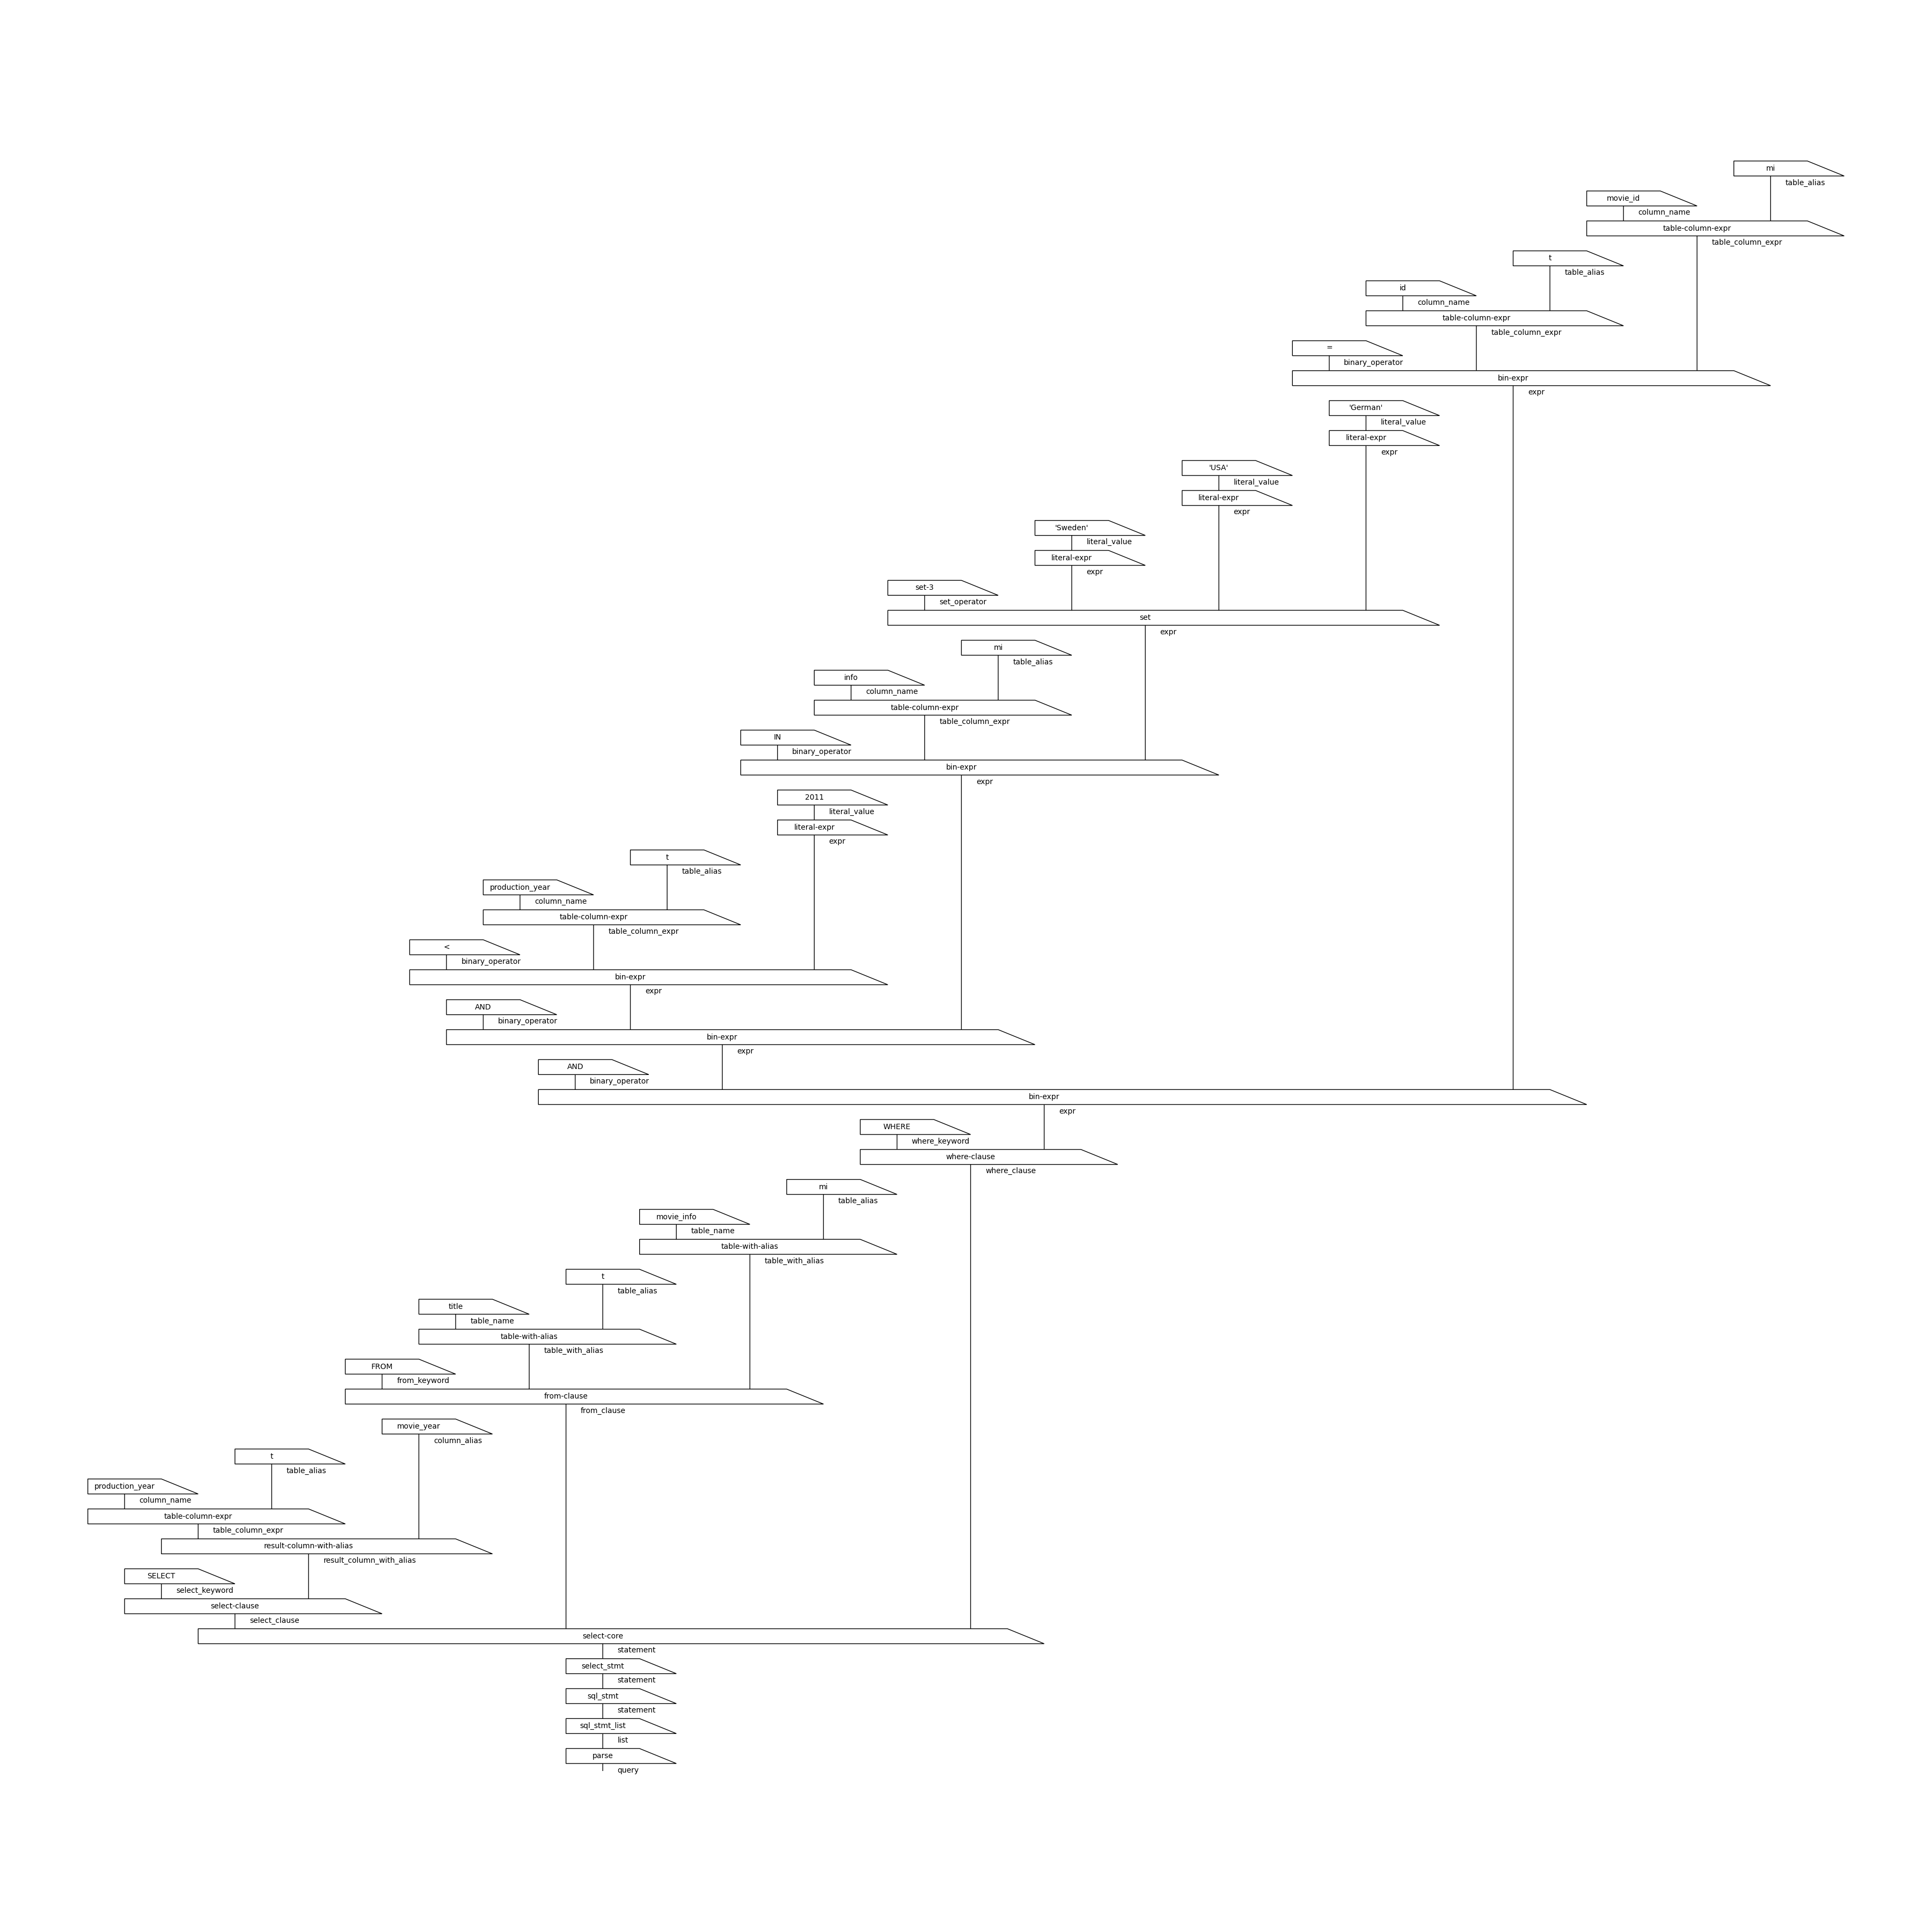 mi
table_alias
movie_id
column_name
table-column-expr
table_column_expr
t
table_alias
id
column_name
table-column-expr
table_column_expr
=
binary_operator
bin-expr
expr
'German'
literal_value
literal-expr
expr
'USA'
literal_value
literal-expr
expr
'Sweden'
literal_value
literal-expr
expr
set-3
set_operator
set
expr
mi
table_alias
info
column_name
table-column-expr
table_column_expr
IN
binary_operator
bin-expr
expr
2011
literal_value
literal-expr
expr
t
table_alias
production_year
column_name
table-column-expr
table_column_expr
<
binary_operator
bin-expr
expr
AND
binary_operator
bin-expr
expr
AND
binary_operator
bin-expr
expr
WHERE
where_keyword
where-clause
where_clause
mi
table_alias
movie_info
table_name
table-with-alias
table_with_alias
t
table_alias
title
table_name
table-with-alias
table_with_alias
FROM
from_keyword
from-clause
from_clause
movie_year
column_alias
t
table_alias
production_year
column_name
table-column-expr
table_column_expr
result-column-with-alias
result_column_with_alias
SELECT
select_keyword
select-clause
select_clause
select-core
statement
select_stmt
statement
sql_stmt
statement
sql_stmt_list
list
parse
query